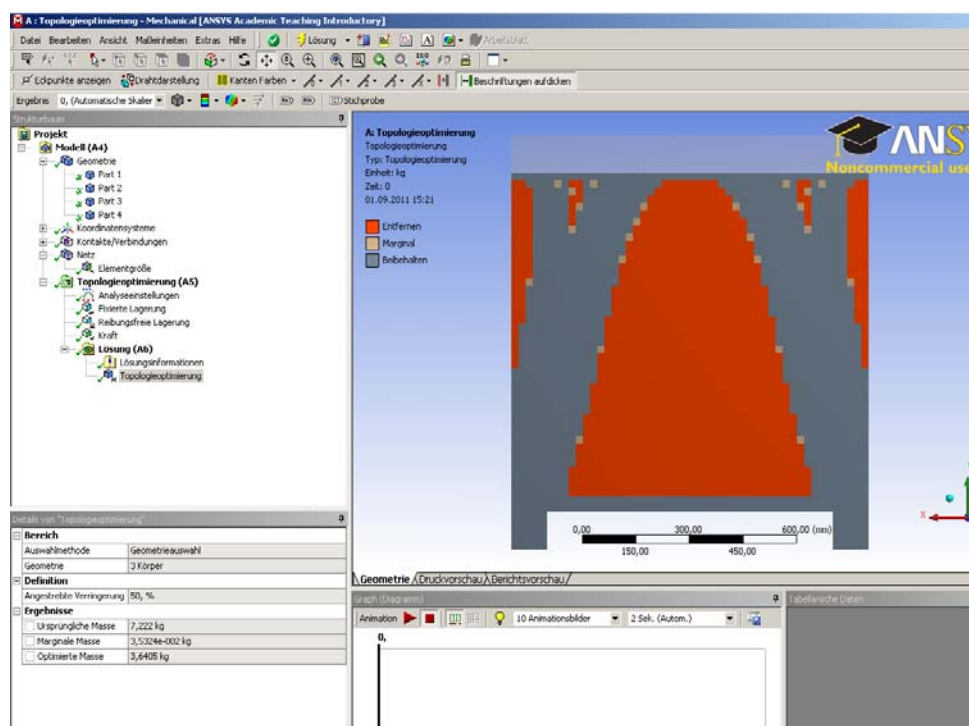 A : Topologieoptimierung - Mechanical [ANSYS Academic Teaching Introductory]
Datei Bearbeiten Ansicht Maßeinheiten Extras Hilfe Lösung Arbeitsblatt
Eckpunkte anzeigen Drahtdarstellung Kanten Farben Beschriftungen aufdicken
Ergebnis 0, (Automatische Skaler Stichprobe
Strukturbaum
Projekt
Modell (A4)
Geometrie
Part 1
Part 2
Part 3
Part 4
Koordinatensysteme
Kontakte/Verbindungen
Netz
Elementgröße
Topologieoptimierung (A5)
Analyseeinstellungen
Fixierte Lagerung
Reibungsfreie Lagerung
Kraft
Lösung (A6)
Lösungsinformationen
Topologieoptimierung
A: Topologieoptimierung
Topologieoptimierung
Typ: Topologieoptimierung
Einheit: kg
Zeit: 0
01.09.2011 15:21
Entfernen
Marginal
Beibehalten
ANSYS
Noncommercial use
0,00 300,00 600,00 (mm)
150,00 450,00
X
Geometrie Druckvorschau Berichtsvorschau
Details von "Topologieoptimierung"
Bereich
Auswahlmethode Geometrieauswahl
Geometrie 3 Körper
Definition
Angestrebte Verringerung 50, %
Ergebnisse
Ursprüngliche Masse 7,222 kg
Marginale Masse 3,5324e-002 kg
Optimierte Masse 3,6405 kg
Graph (Diagramm)
Animation 10 Animationsbilder 2 Sek. (Autom.)
0,
Tabellarische Daten